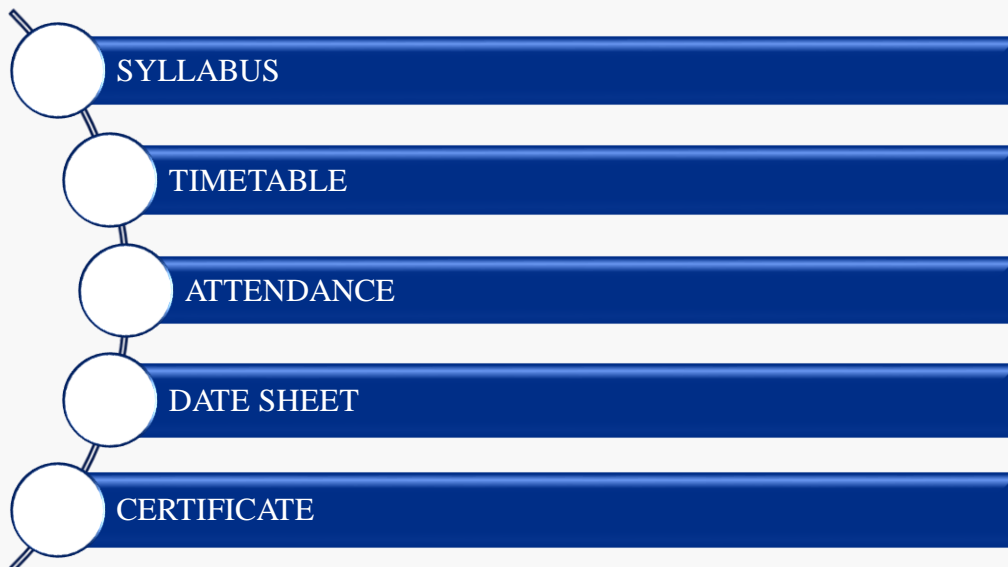 SYLLABUS
TIMETABLE
ATTENDANCE
DATE SHEET
CERTIFICATE